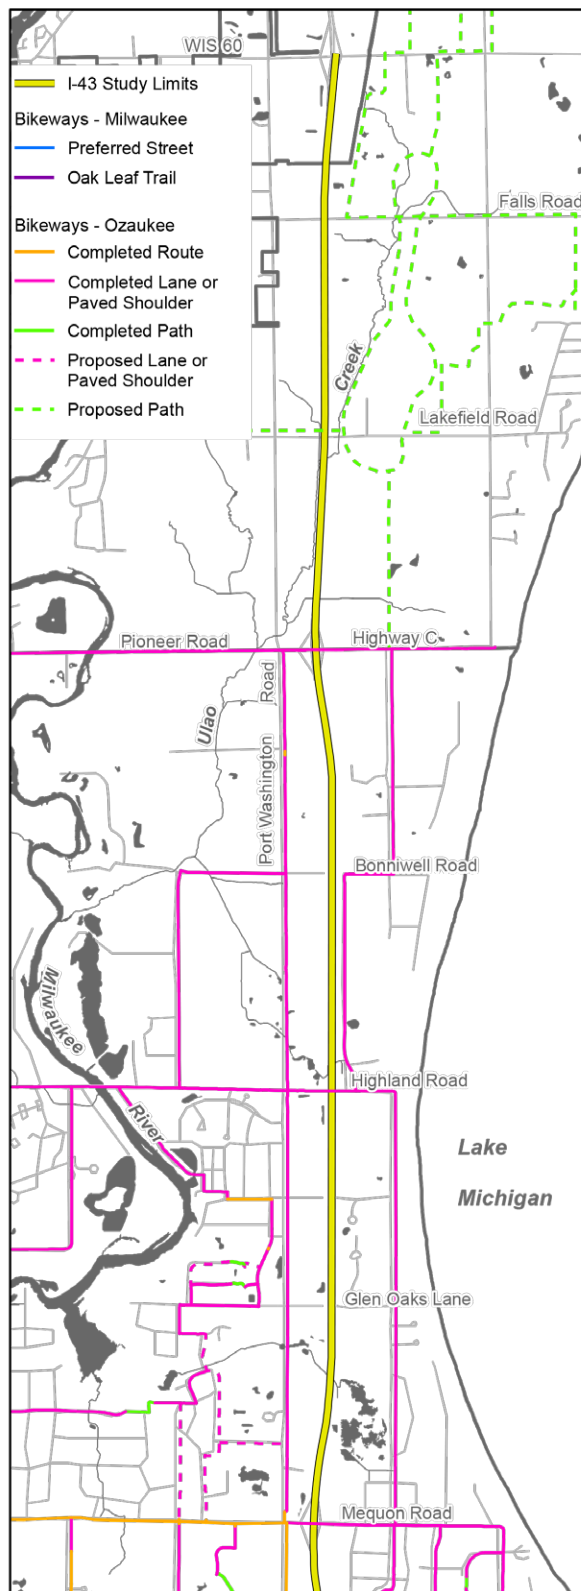 WIS 60
I-43 Study Limits
Bikeways - Milwaukee
Preferred Street
Oak Leaf Trail
Bikeways - Ozaukee
Completed Route
Completed Lane or
Paved Shoulder
Completed Path
Proposed Lane or
Paved Shoulder
Proposed Path
Falls Road
Creek
Lakefield Road
Pioneer Road
Highway C
Ulao
Port Washington Road
Bonniwell Road
Milwaukee
River
Highland Road
Lake
Michigan
Glen Oaks Lane
Mequon Road